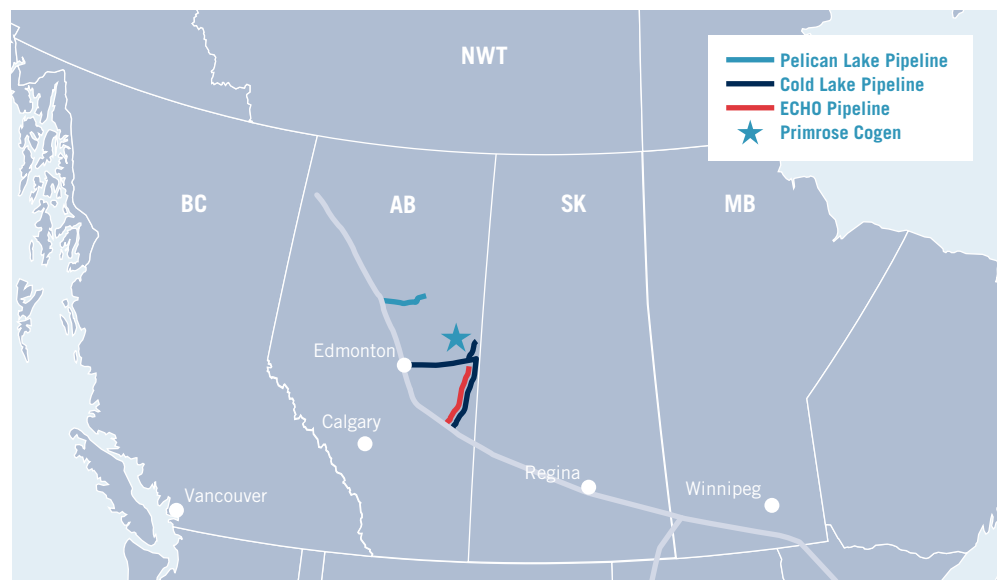 NWT
Pelican Lake Pipeline
Cold Lake Pipeline
ECHO Pipeline
Primrose Cogen
BC
AB
SK
MB
Edmonton
Calgary
Regina
Winnipeg
Vancouver